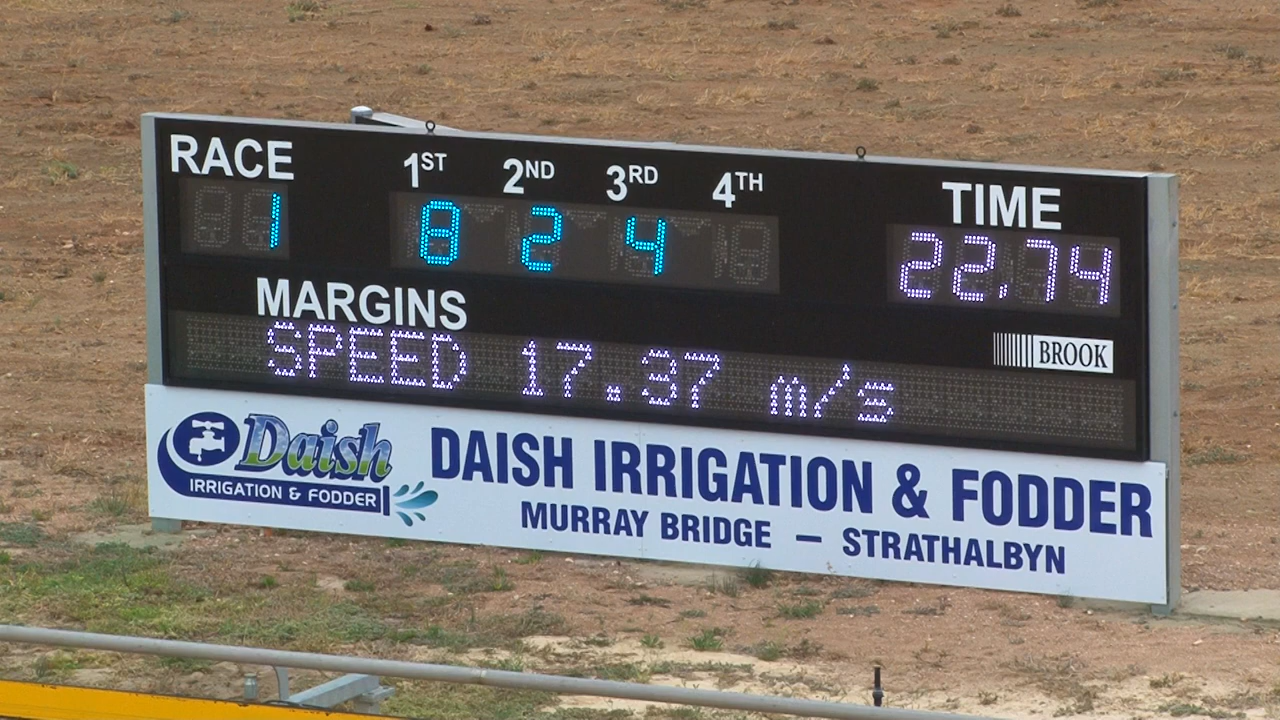 RACE 1ST 2ND 3RD 4TH TIME
1 8 2 4 22.74
MARGINS
BROOK
SPEED 17.37 m/s
Daish
IRRIGATION & FODDER
DAISH IRRIGATION & FODDER
MURRAY BRIDGE – STRATHALBYN